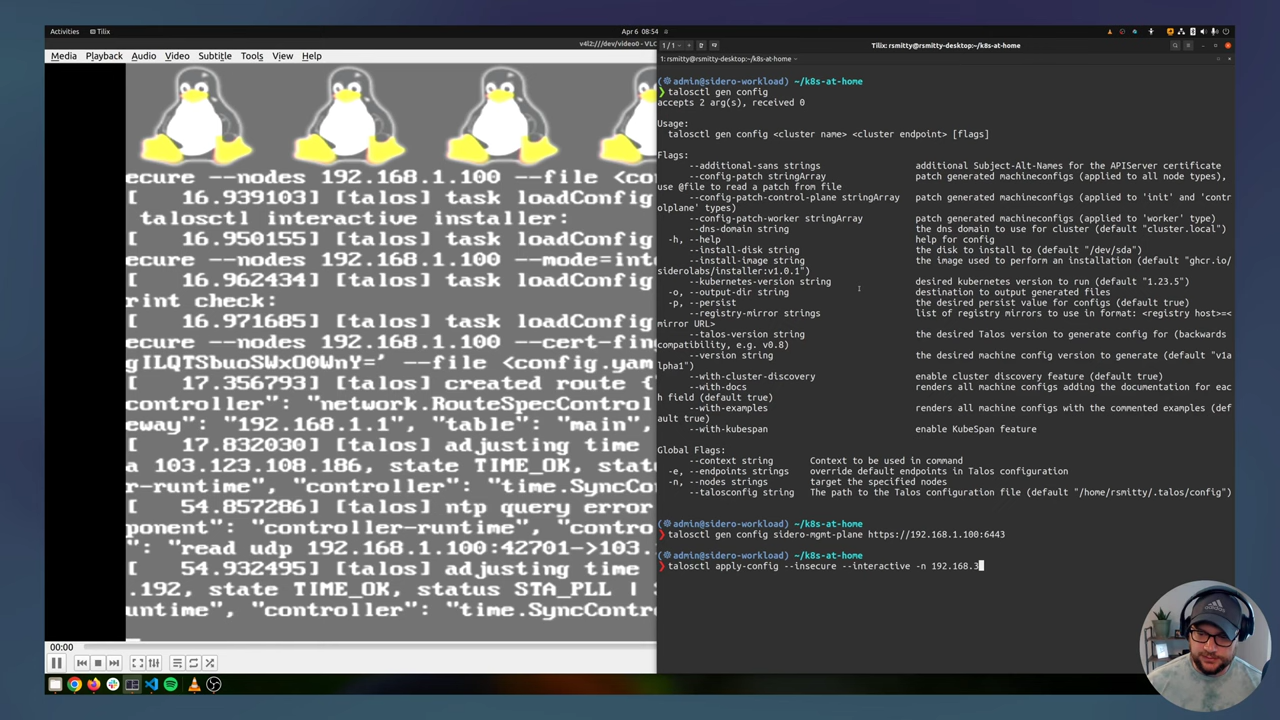 Activities Tilix
Apr 6 08:54
v4l2:///dev/video0 - VLC
Media Playback Audio Video Subtitle Tools View Help
ecure --nodes 192.168.1.100 --file <co
[ 16.939103] [talos] task loadConfig
talosctl interactive installer:
[ 16.950155] [talos] task loadConfig
ecure --nodes 192.168.1.100 --mode=inte
[ 16.962434] [talos] task loadConfig
rint check:
[ 16.971685] [talos] task loadConfig
ecure --nodes 192.168.1.100 --cert-fing
gILQTSbuoSWxO0WnY=' --file <config.yam
[ 17.356793] [talos] created route {
controller": "network.RouteSpecControl
eway": "192.168.1.1", "table": "main",
[ 17.832030] [talos] adjusting time
a 103.123.108.186, state TIME_OK, statu
r-runtime", "controller": "time.SyncCo
[ 54.857286] [talos] ntp query error
ponent": "controller-runtime", "contro
": "read udp 192.168.1.100:42701->103.
[ 54.932495] [talos] adjusting time
.192, state TIME_OK, status STA_PLL | S
untime", "controller": "time.SyncContr
00:00
1/1
Tilix: rsmitty@rsmitty-desktop:~/k8s-at-home
1: rsmitty@rsmitty-desktop:~/k8s-at-home
(⎈ admin@sidero-workload) ~/k8s-at-home
❯ talosctl gen config
accepts 2 arg(s), received 0
Usage:
talosctl gen config <cluster name> <cluster endpoint> [flags]
Flags:
--additional-sans strings additional Subject-Alt-Names for the APIServer certificate
--config-patch stringArray patch generated machineconfigs (applied to all node types),
use @file to read a patch from file
--config-patch-control-plane stringArray patch generated machineconfigs (applied to 'init' and 'contr
olplane' types)
--config-patch-worker stringArray patch generated machineconfigs (applied to 'worker' type)
--dns-domain string the dns domain to use for cluster (default "cluster.local")
-h, --help help for config
--install-disk string the disk to install to (default "/dev/sda")
--install-image string the image used to perform an installation (default "ghcr.io/
siderolabs/installer:v1.0.1")
--kubernetes-version string desired kubernetes version to run (default "1.23.5")
-o, --output-dir string destination to output generated files
-p, --persist the desired persist value for configs (default true)
--registry-mirror strings list of registry mirrors to use in format: <registry host>=<
mirror URL>
--talos-version string the desired Talos version to generate config for (backwards
compatibility, e.g. v0.8)
--version string the desired machine config version to generate (default "v1a
lpha1")
--with-cluster-discovery enable cluster discovery feature (default true)
--with-docs renders all machine configs adding the documentation for eac
h field (default true)
--with-examples renders all machine configs with the commented examples (def
ault true)
--with-kubespan enable KubeSpan feature
Global Flags:
--context string Context to be used in command
-e, --endpoints strings override default endpoints in Talos configuration
-n, --nodes strings target the specified nodes
--talosconfig string The path to the Talos configuration file (default "/home/rsmitty/.talos/config")
(⎈ admin@sidero-workload) ~/k8s-at-home
❯ talosctl gen config sidero-mgmt-plane https://192.168.1.100:6443
(⎈ admin@sidero-workload) ~/k8s-at-home
❯ talosctl apply-config --insecure --interactive -n 192.168.3